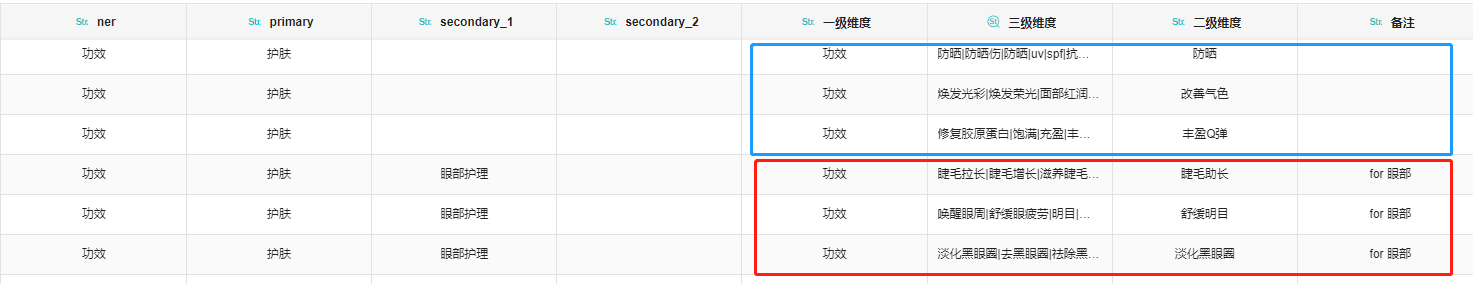 Str. ner Str. primary Str. secondary_1 Str. secondary_2 Str. 一级维度 St 三级维度 Str. 二级维度 Str. 备注
功效 护肤 功效 防晒|防晒伤|防晒|uv|spf|抗... 防晒
功效 护肤 功效 焕发光彩|焕发荣光|面部红润... 改善气色
功效 护肤 功效 修复胶原蛋白|饱满|充盈|丰... 丰盈Q弹
功效 护肤 眼部护理 功效 睫毛拉长|睫毛增长|滋养睫毛... 睫毛助长 for 眼部
功效 护肤 眼部护理 功效 唤醒眼周|舒缓眼疲劳|明目|... 舒缓明目 for 眼部
功效 护肤 眼部护理 功效 淡化黑眼圈|去黑眼圈|祛除黑... 淡化黑眼圈 for 眼部